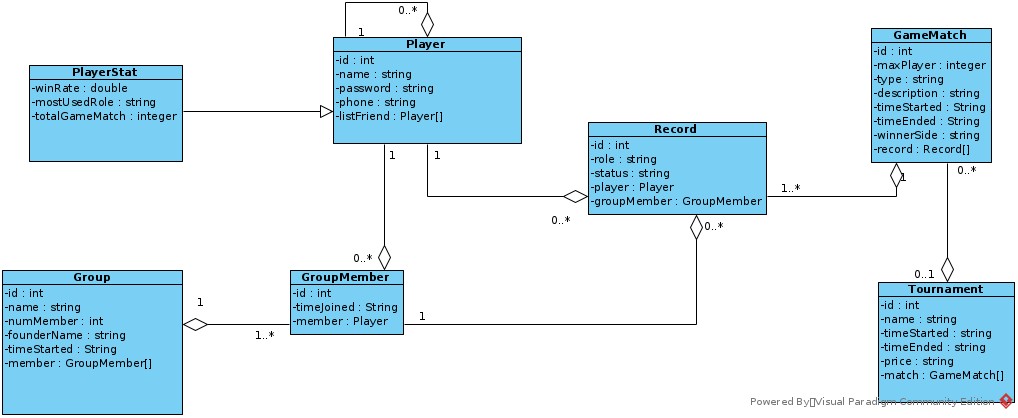 0..*
1
Player
-id : int
-name : string
-password : string
-phone : string
-listFriend : Player[]
PlayerStat
-winRate : double
-mostUsedRole : string
-totalGameMatch : integer
GameMatch
-id : int
-maxPlayer : integer
-type : string
-description : string
-timeStarted : String
-timeEnded : String
-winnerSide : string
-record : Record[]
Record
-id : int
-role : string
-status : string
-player : Player
-groupMember : GroupMember
1
1
0..*
0..*
1..*
1
0..*
0..*
0..1
Group
-id : int
-name : string
-numMember : int
-founderName : string
-timeStarted : String
-member : GroupMember[]
1
1..*
GroupMember
-id : int
-timeJoined : String
-member : Player
1
Tournament
-id : int
-name : string
-timeStarted : string
-timeEnded : string
-price : string
-match : GameMatch[]
Powered By▯Visual Paradigm Community Edition